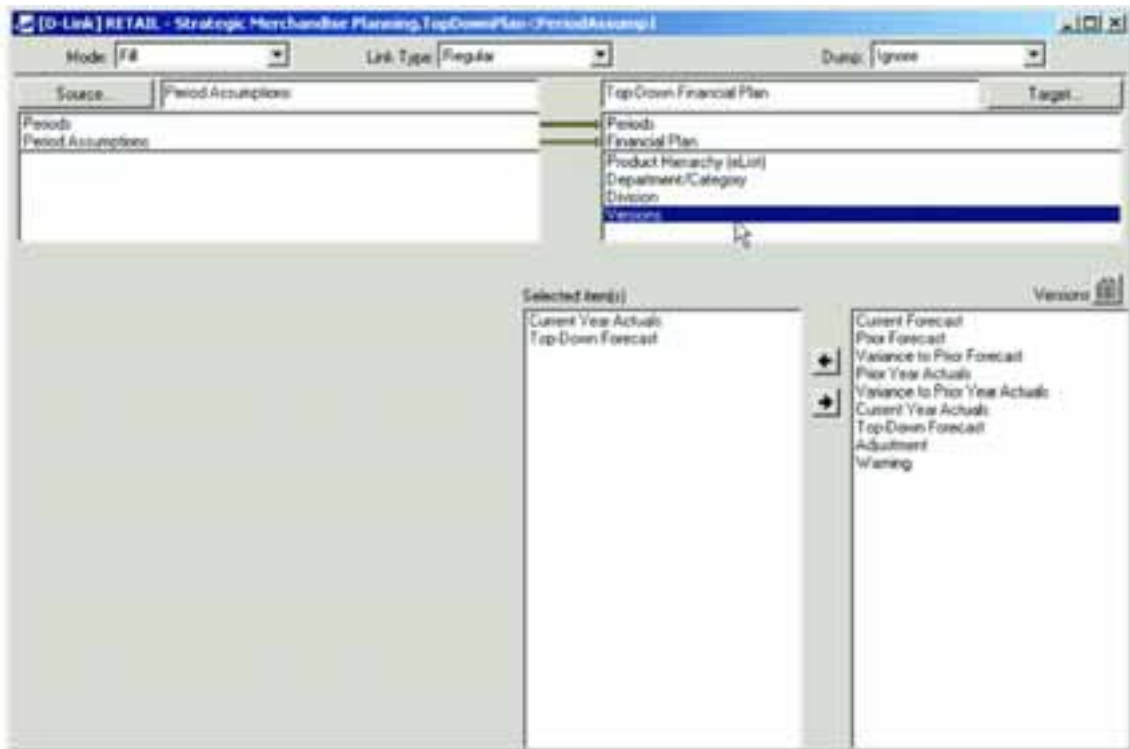 [D-Link] RETAIL - Strategic Merchandise Planning.TopDownPlan<PeriodAssump1
Mode: Fill Link Type: Regular Dump: Ignore
Source... Period Assumptions Top-Down Financial Plan Target...
Periods Periods
Period Assumptions Financial Plan
Product Hierarchy (eList)
Department/Category
Division
Versions
Selected item(s) Versions
Current Year Actuals Current Forecast
Top-Down Forecast Prior Forecast
Variance to Prior Forecast
Prior Year Actuals
Variance to Prior Year Actuals
Current Year Actuals
Top-Down Forecast
Adjustment
Warning